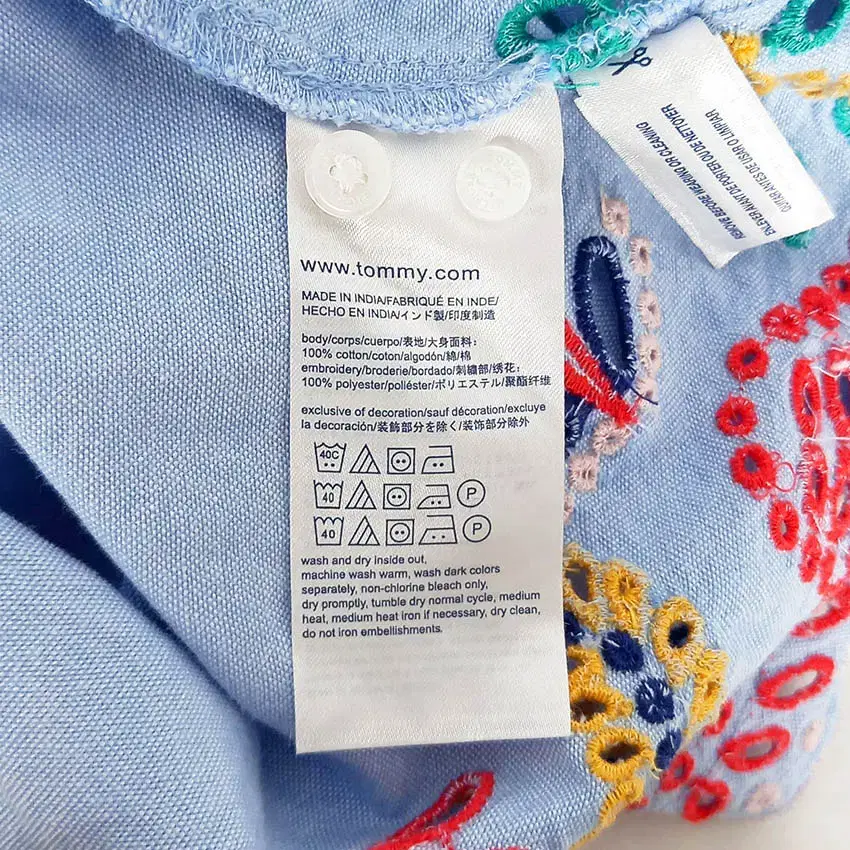 www.tommy.com
MADE IN INDIA/FABRIQUÉ EN INDE/
HECHO EN INDIA/インド製/印度制造
body/corps/cuerpo/表地/大身面料:
100% cotton/coton/algodón/綿/棉
embroidery/broderie/bordado/刺繍部/绣花:
100% polyester/poliéster/ポリエステル/聚酯纤维
exclusive of decoration/sauf décoration/excluye
la decoración/装飾部分を除く/装饰部分除外
40C
40 P
40 P
wash and dry inside out,
machine wash warm, wash dark colors
separately, non-chlorine bleach only,
dry promptly, tumble dry normal cycle, medium
heat, medium heat iron if necessary, dry clean,
do not iron embellishments.
REMOVE BEFORE WEARING OR CLEANING
ENLEVER AVANT DE PORTER OU DE NETTOYER
QUITAR ANTES DE USAR O LIMPIAR